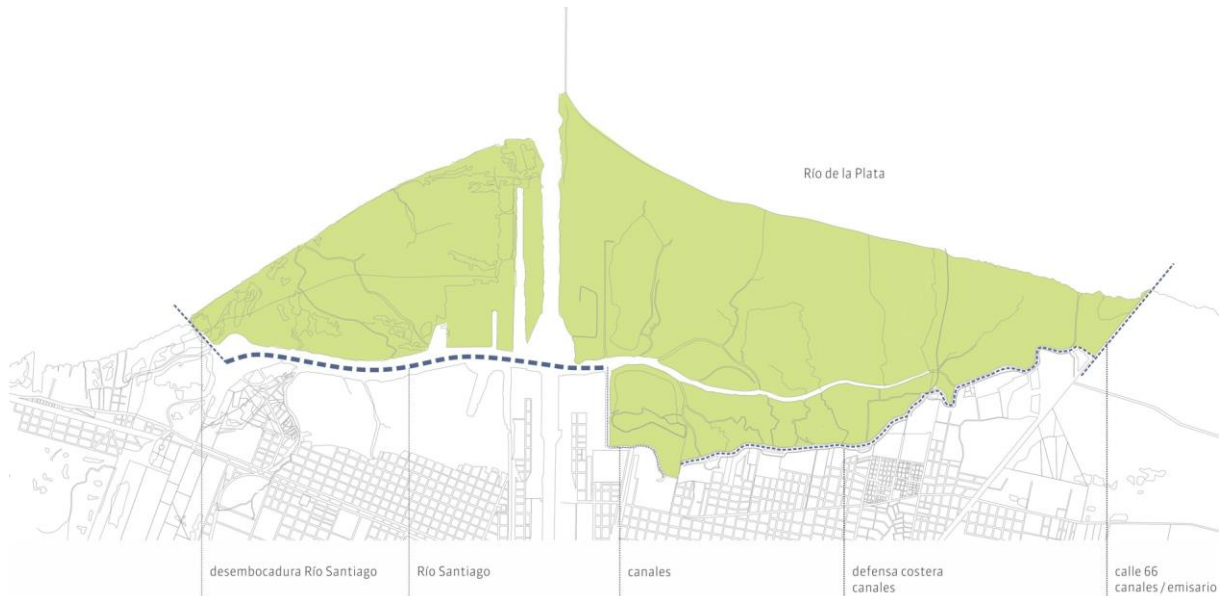 Río de la Plata
desembocadura Río Santiago
Río Santiago
canales
defensa costera
canales
calle 66
canales / emisario